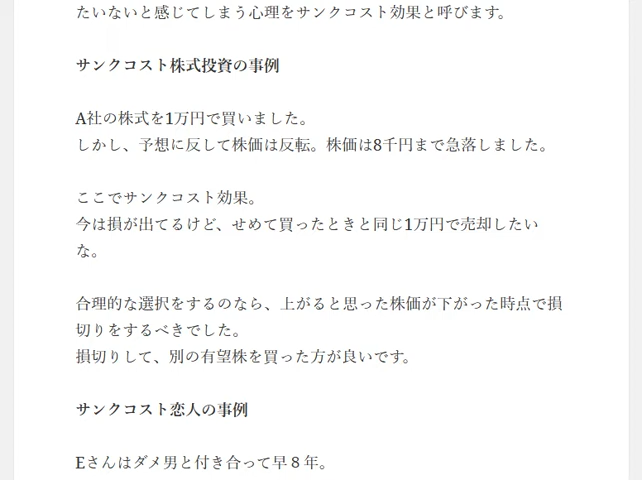 たいないと感じてしまう心理をサンクコスト効果と呼びます。
サンクコスト株式投資の事例
A社の株式を1万円で買いました。
しかし、予想に反して株価は反転。株価は8千円まで急落しました。
ここでサンクコスト効果。
今は損が出てるけど、せめて買ったときと同じ1万円で売却したい
な。
合理的な選択をするのなら、上がると思った株価が下がった時点で損
切りをするべきでした。
損切りして、別の有望株を買った方が良いです。
サンクコスト恋人の事例
Eさんはダメ男と付き合って早８年。